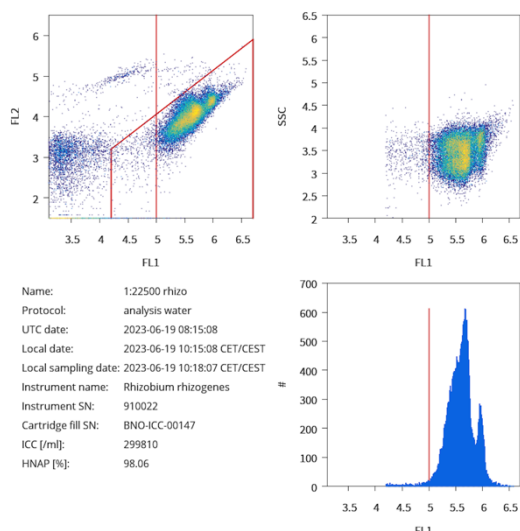 6.5
6
6
5.5
5
5
FL2
SSC
4.5
4
4
3.5
3
3
2.5
2
2
3.5 4 4.5 5 5.5 6 6.5
3.5 4 4.5 5 5.5 6 6.5
FL1
FL1
Name: 1:22500 rhizo
Protocol: analysis water
UTC date: 2023-06-19 08:15:08
Local date: 2023-06-19 10:15:08 CET/CEST
Local sampling date: 2023-06-19 10:18:07 CET/CEST
Instrument name: Rhizobium rhizogenes
Instrument SN: 910022
Cartridge fill SN: BNO-ICC-00147
ICC [/ml]: 299810
HNAP [%]: 98.06
700
600
500
400
#
300
200
100
0
3.5 4 4.5 5 5.5 6 6.5
FL1